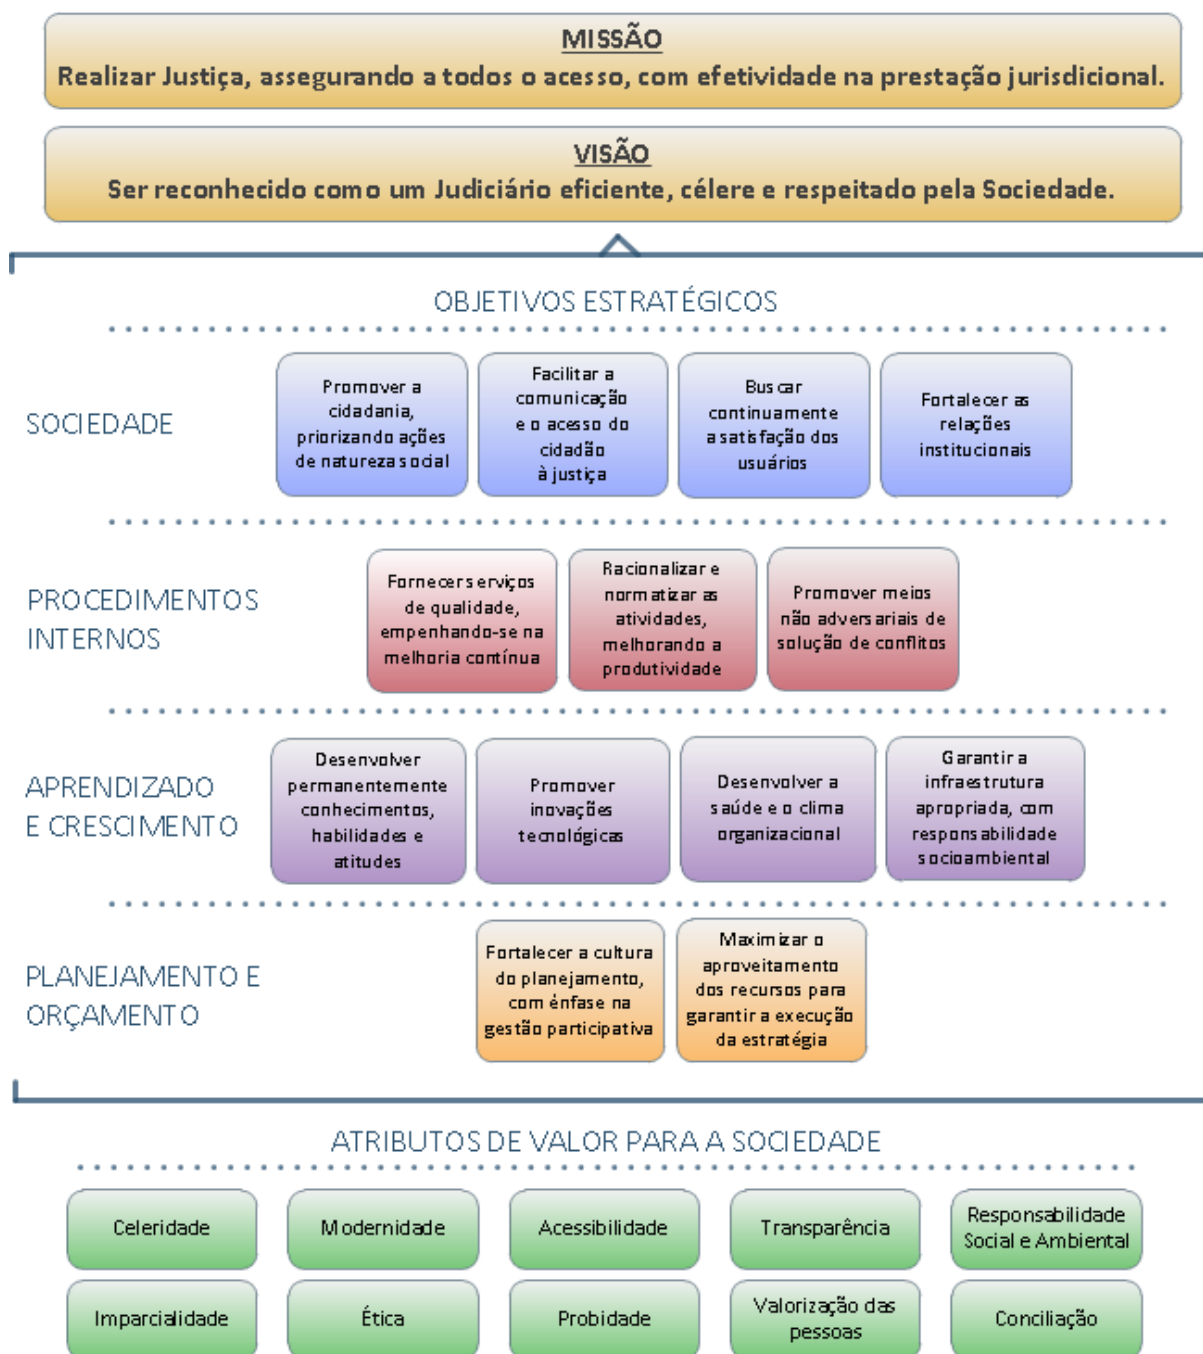 MISSÃO
Realizar Justiça, assegurando a todos o acesso, com efetividade na prestação jurisdicional.
VISÃO
Ser reconhecido como um Judiciário eficiente, célere e respeitado pela Sociedade.
OBJETIVOS ESTRATÉGICOS
SOCIEDADE
Promover a
cidadania,
priorizando ações
de natureza social
Facilitar a
comunicação
e o acesso do
cidadão
à justiça
Buscar
continuamente
a satisfação dos
usuários
Fortalecer as
relações
institucionais
PROCEDIMENTOS
INTERNOS
Fornecer serviços
de qualidade,
empenhando-se na
melhoria contínua
Racionalizar e
normatizar as
atividades,
melhorando a
produtividade
Promover meios
não adversariais de
solução de conflitos
APRENDIZADO
E CRESCIMENTO
Desenvolver
permanentemente
conhecimentos,
habilidades e
atitudes
Promover
inovações
tecnológicas
Desenvolver a
saúde e o clima
organizacional
Garantir a
infraestrutura
apropriada, com
responsabilidade
socioambiental
PLANEJAMENTO E
ORÇAMENTO
Fortalecer a cultura
do planejamento,
com ênfase na
gestão participativa
Maximizar o
aproveitamento
dos recursos para
garantir a execução
da estratégia
ATRIBUTOS DE VALOR PARA A SOCIEDADE
Celeridade
Modernidade
Acessibilidade
Transparência
Responsabilidade
Social e Ambiental
Imparcialidade
Ética
Probidade
Valorização das
pessoas
Conciliação